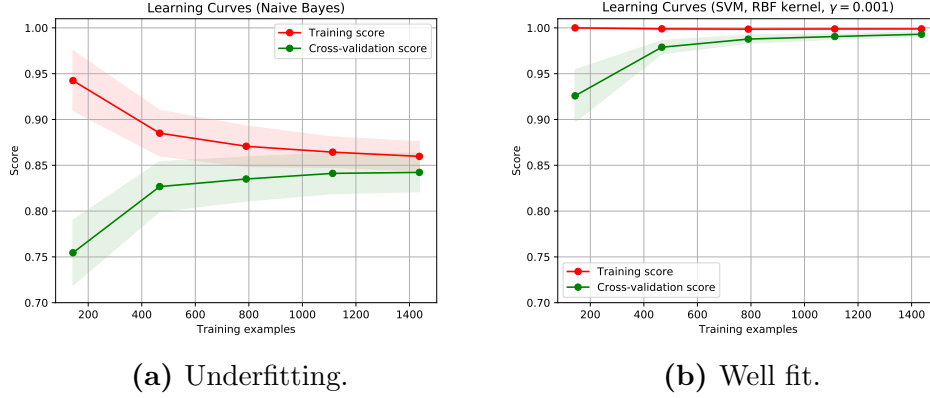 Learning Curves (Naive Bayes)
1.00
0.95
0.90
0.85
0.80
0.75
0.70
Score
Training score
Cross-validation score
200 400 600 800 1000 1200 1400
Training examples
(a) Underfitting.
Learning Curves (SVM, RBF kernel, γ = 0.001)
1.00
0.95
0.90
0.85
0.80
0.75
0.70
Score
Training score
Cross-validation score
200 400 600 800 1000 1200 1400
Training examples
(b) Well fit.